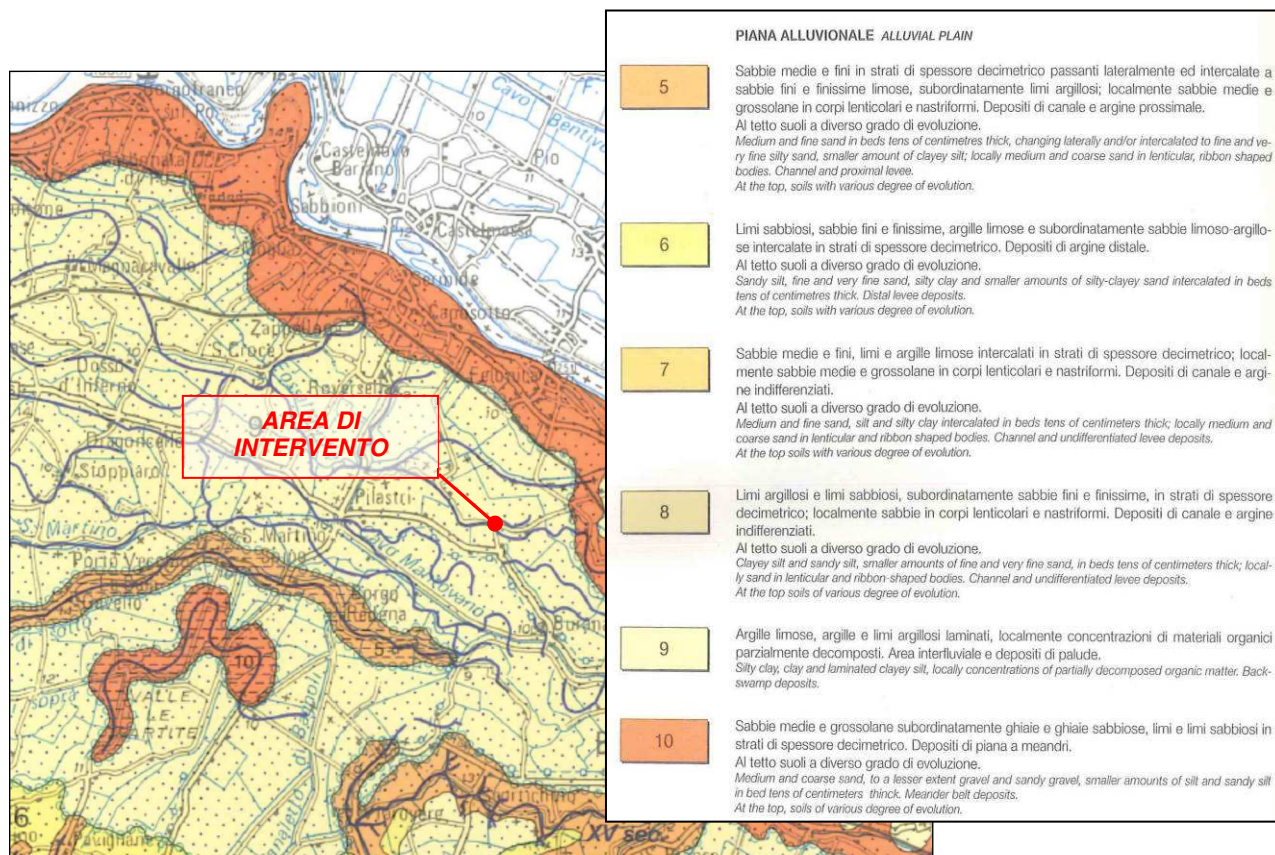 PIANA ALLUVIONALE ALLUVIAL PLAIN
5
Sabbie medie e fini in strati di spessore decimetrico passanti lateralmente ed intercalate a
sabbie fini e finissime limose, subordinatamente limi argillosi; localmente sabbie medie e
grossolane in corpi lenticolari e nastriformi. Depositi di canale e argine prossimale.
Al tetto suoli a diverso grado di evoluzione.
Medium and fine sand in beds tens of centimetres thick, changing laterally and/or intercalated to fine and ve-
ry fine silty sand, smaller amount of clayey silt; locally medium and coarse sand in lenticular, ribbon shaped
bodies. Channel and proximal levee.
At the top, soils with various degree of evolution.
6
Limi sabbiosi, sabbie fini e finissime, argille limose e subordinatamente sabbie limoso-argillo-
se intercalate in strati di spessore decimetrico. Depositi di argine distale.
Al tetto suoli a diverso grado di evoluzione.
Sandy silt, fine and very fine sand, silty clay and smaller amounts of silty-clayey sand intercalated in beds
tens of centimetres thick. Distal levee deposits.
At the top, soils with various degree of evolution.
7
Sabbie medie e fini, limi e argille limose intercalati in strati di spessore decimetrico; local-
mente sabbie medie e grossolane in corpi lenticolari e nastriformi. Depositi di canale e argi-
ne indifferenziati.
Al tetto suoli a diverso grado di evoluzione.
Medium and fine sand, silt and silty clay intercalated in beds tens of centimeters thick; locally medium and
coarse sand in lenticular and ribbon shaped bodies. Channel and undifferentiated levee deposits.
At the top soils with various degree of evolution.
8
Limi argillosi e limi sabbiosi, subordinatamente sabbie fini e finissime, in strati di spessore
decimetrico; localmente sabbie in corpi lenticolari e nastriformi. Depositi di canale e argine
indifferenziati.
Al tetto suoli a diverso grado di evoluzione.
Clayey silt and sandy silt, smaller amounts of fine and very fine sand, in beds tens of centimeters thick; local-
ly sand in lenticular and ribbon-shaped bodies. Channel and undifferentiated levee deposits.
At the top soils of various degree of evolution.
9
Argille limose, argille e limi argillosi laminati, localmente concentrazioni di materiali organici
parzialmente decomposti. Area interfluviale e depositi di palude.
Silty clay, clay and laminated clayey silt, locally concentrations of partially decomposed organic matter. Back-
swamp deposits.
10
Sabbie medie e grossolane subordinatamente ghiaie e ghiaie sabbiose, limi e limi sabbiosi in
strati di spessore decimetrico. Depositi di piana a meandri.
Al tetto suoli a diverso grado di evoluzione.
Medium and coarse sand, to a lesser extent gravel and sandy gravel, smaller amounts of silt and sandy silt
in bed tens of centimeters thinck. Meander belt deposits.
At the top, soils of various degree of evolution.
Cavo
Pio
Castelnovo
Bariano
Sabbioni
Castelmassa
Magnacavallo
Sermide
Caposotto
Zappellona
S. Croce
Roversella
Felonica
Dosso
d'Inferno
9
AREA DI
INTERVENTO
Dragoncello
Stoppiaro
Pilastri
S. Martino
S. Martino
Spino
Borgo
5
10
VALLE
LE
PARTITE
6
XV sec.